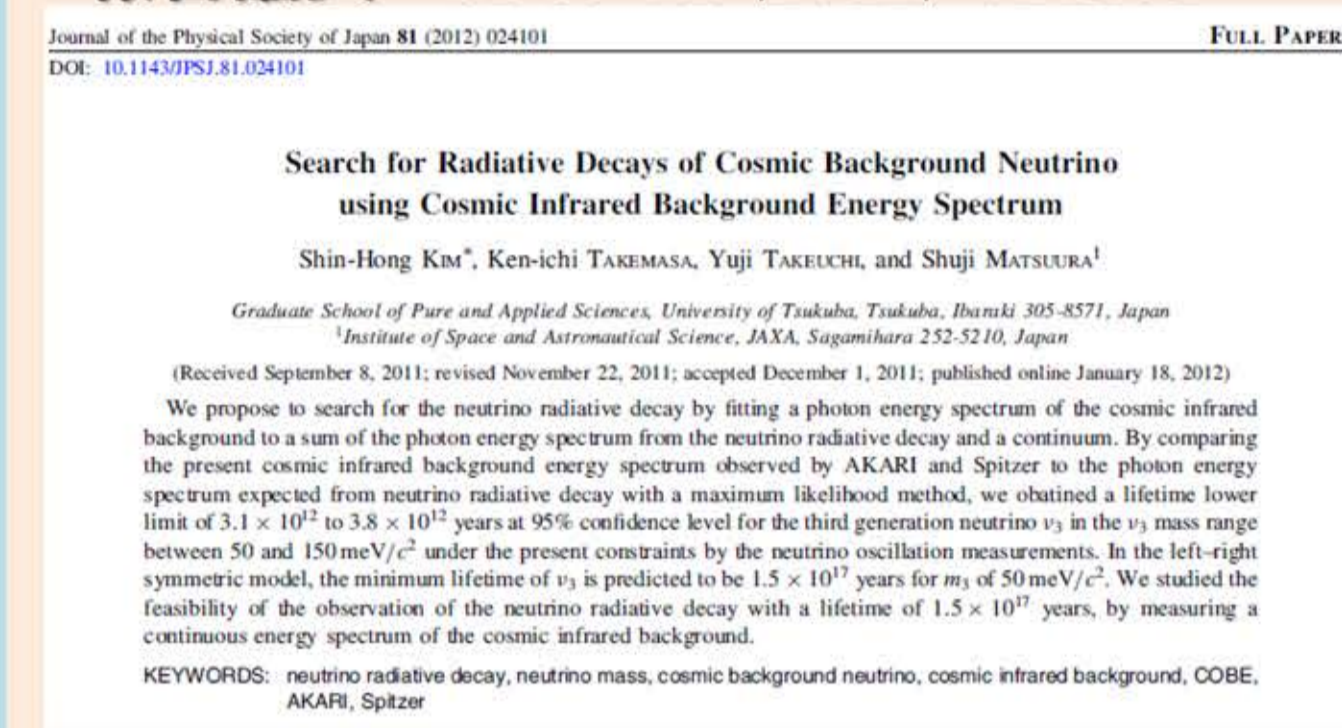 Journal of the Physical Society of Japan 81 (2012) 024101
FULL PAPER
DOI: 10.1143/JPSJ.81.024101
Search for Radiative Decays of Cosmic Background Neutrino
using Cosmic Infrared Background Energy Spectrum
Shin-Hong KIM*, Ken-ichi TAKEMASA, Yuji TAKEUCHI, and Shuji MATSUURA¹
Graduate School of Pure and Applied Sciences, University of Tsukuba, Tsukuba, Ibaraki 305-8571, Japan
¹Institute of Space and Astronautical Science, JAXA, Sagamihara 252-5210, Japan
(Received September 8, 2011; revised November 22, 2011; accepted December 1, 2011; published online January 18, 2012)
We propose to search for the neutrino radiative decay by fitting a photon energy spectrum of the cosmic infrared
background to a sum of the photon energy spectrum from the neutrino radiative decay and a continuum. By comparing
the present cosmic infrared background energy spectrum observed by AKARI and Spitzer to the photon energy
spectrum expected from neutrino radiative decay with a maximum likelihood method, we obatined a lifetime lower
limit of 3.1 × 10¹² to 3.8 × 10¹² years at 95% confidence level for the third generation neutrino ν₃ in the ν₃ mass range
between 50 and 150 meV/c² under the present constraints by the neutrino oscillation measurements. In the left–right
symmetric model, the minimum lifetime of ν₃ is predicted to be 1.5 × 10¹⁷ years for m₃ of 50 meV/c². We studied the
feasibility of the observation of the neutrino radiative decay with a lifetime of 1.5 × 10¹⁷ years, by measuring a
continuous energy spectrum of the cosmic infrared background.
KEYWORDS: neutrino radiative decay, neutrino mass, cosmic background neutrino, cosmic infrared background, COBE,
AKARI, Spitzer